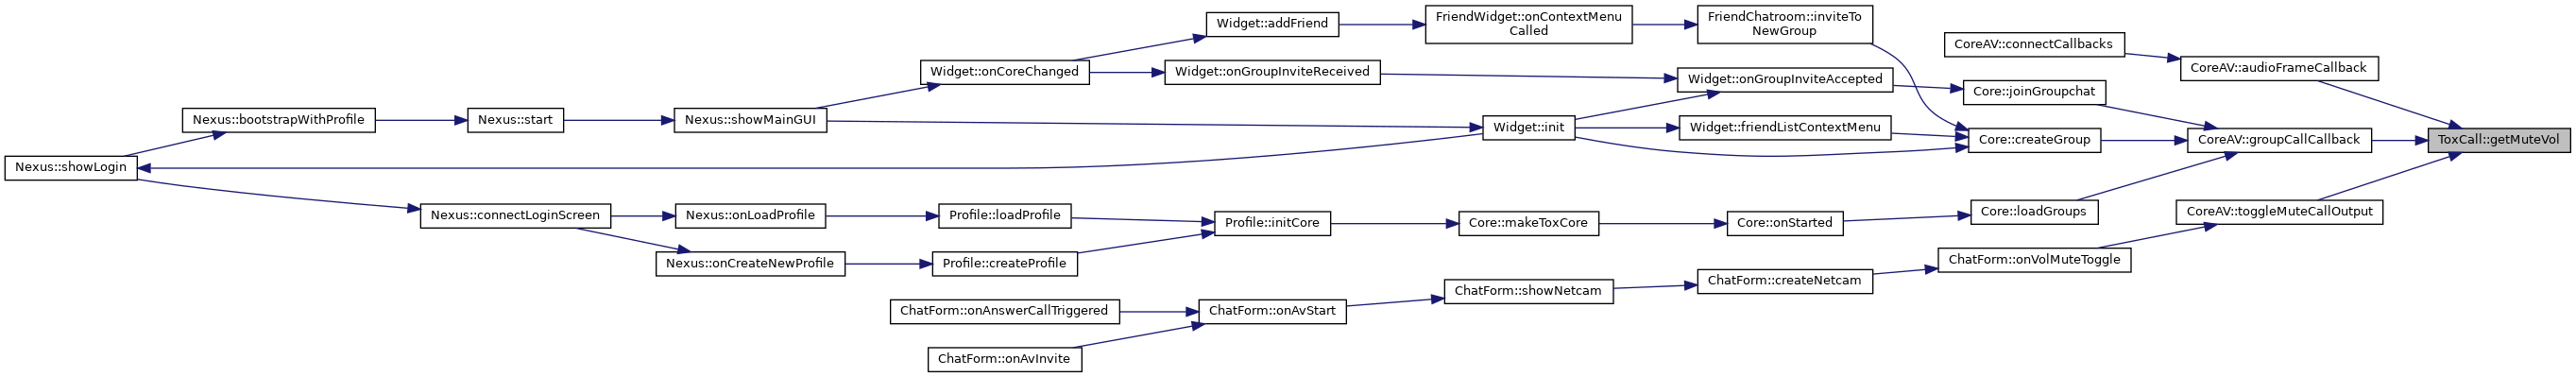 Widget::addFriend
FriendWidget::onContextMenu
Called
FriendChatroom::inviteTo
NewGroup
CoreAV::connectCallbacks
CoreAV::audioFrameCallback
Widget::onCoreChanged
Widget::onGroupInviteReceived
Widget::onGroupInviteAccepted
Core::joinGroupchat
Nexus::bootstrapWithProfile
Nexus::start
Nexus::showMainGUI
Widget::init
Widget::friendListContextMenu
Core::createGroup
CoreAV::groupCallCallback
ToxCall::getMuteVol
Nexus::showLogin
Nexus::connectLoginScreen
Nexus::onLoadProfile
Profile::loadProfile
Profile::initCore
Core::makeToxCore
Core::onStarted
Core::loadGroups
CoreAV::toggleMuteCallOutput
Nexus::onCreateNewProfile
Profile::createProfile
ChatForm::onVolMuteToggle
ChatForm::createNetcam
ChatForm::showNetcam
ChatForm::onAvStart
ChatForm::onAnswerCallTriggered
ChatForm::onAvInvite